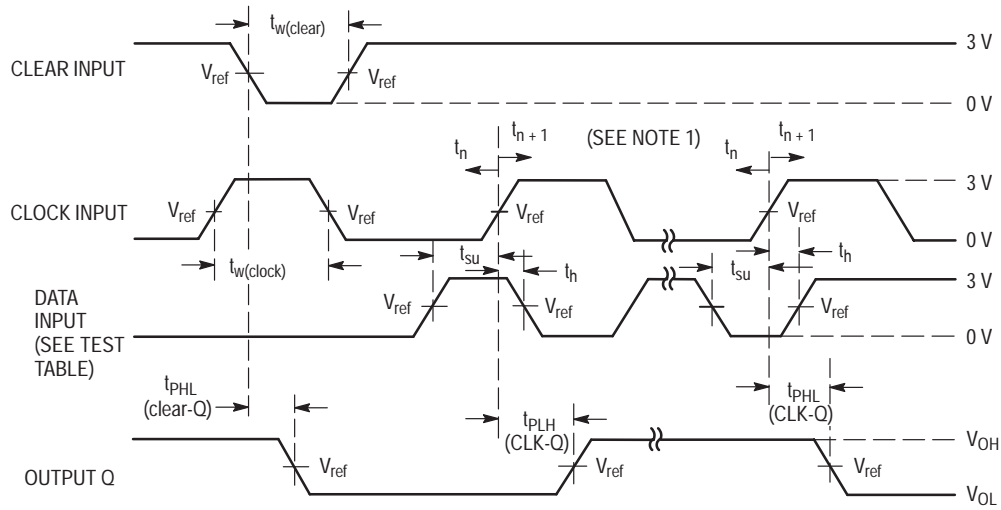 tw(clear)
3 V
CLEAR INPUT
Vref
Vref
0 V
tn
tn + 1
(SEE NOTE 1)
tn
tn + 1
3 V
CLOCK INPUT
Vref
Vref
Vref
Vref
0 V
tw(clock)
tsu
th
tsu
th
3 V
DATA
INPUT
(SEE TEST
TABLE)
Vref
Vref
Vref
Vref
0 V
tPHL
(clear-Q)
tPLH
(CLK-Q)
tPHL
(CLK-Q)
VOH
OUTPUT Q
Vref
Vref
Vref
VOL